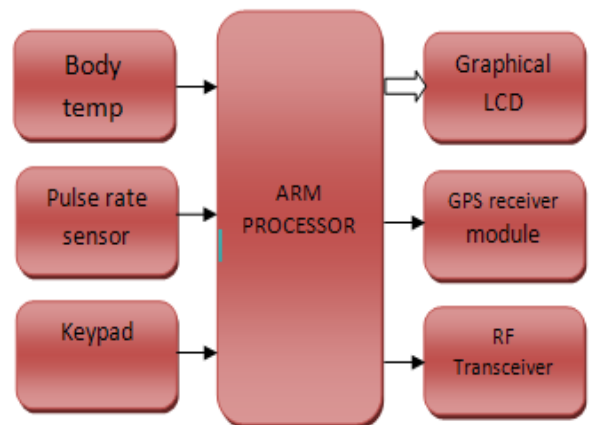 Body
temp
Pulse rate
sensor
Keypad
ARM
PROCESSOR
Graphical
LCD
GPS receiver
module
RF
Transceiver